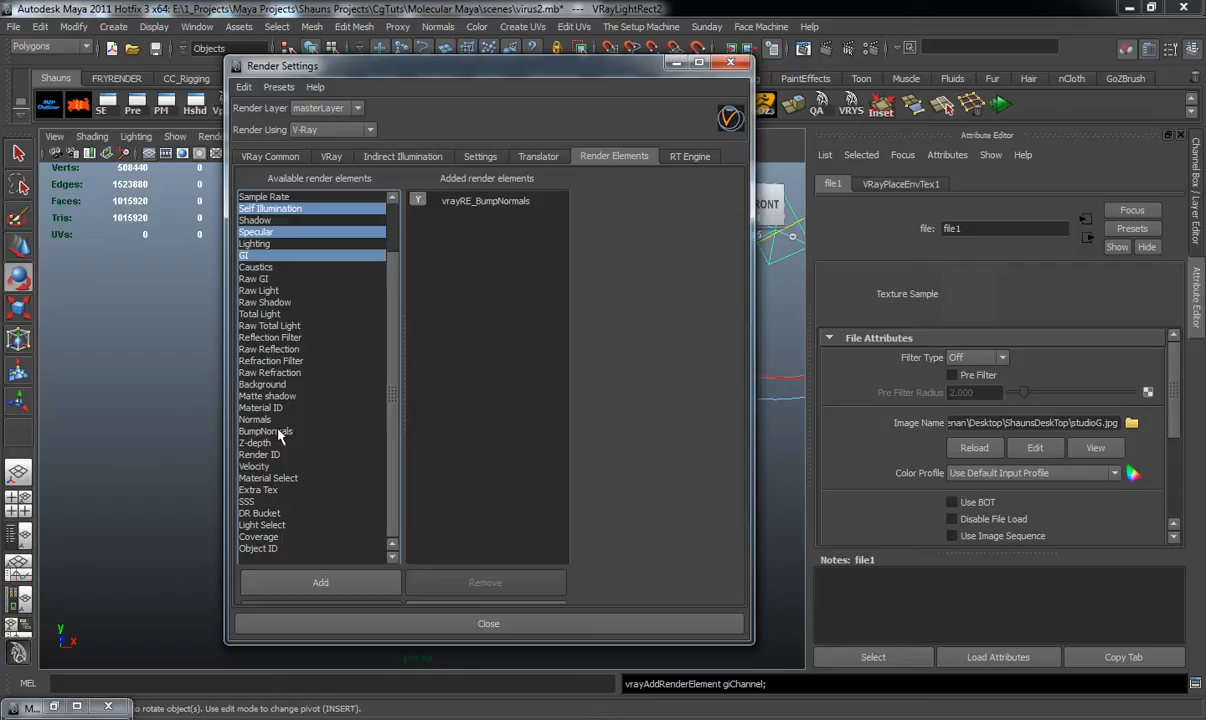 Autodesk Maya 2011 Hotfix 3 x64: E:\1_Projects\Maya Projects\Shauns Projects\CgTuts\Molecular Maya\scenes\virus2.mb* --- VRayLightRect2
File Edit Modify Create Display Window Assets Select Mesh Edit Mesh Proxy Normals Color Create UVs Edit UVs The Setup Machine Muscle Sunday Face Machine Help
Polygons Objects
Shauns FRYRENDER CC_Rigging PaintEffects Toon Muscle Fluids Fur Hair nCloth GoZBrush
SE Pre PM Hshd QA VRYS Inset
View Shading Lighting Show
Verts: 508440 0
Edges: 1523880 0
Faces: 1015920 0
Tris: 1015920 0
UVs: 0 0
Render Settings
Edit Presets Help
Render Layer masterLayer
Render Using V-Ray
VRay Common VRay Indirect Illumination Settings Translator Render Elements RT Engine
Available render elements
Sample Rate
Self Illumination
Shadow
Specular
Lighting
GI
Caustics
Raw GI
Raw Light
Raw Shadow
Total Light
Raw Total Light
Reflection Filter
Raw Reflection
Refraction Filter
Raw Refraction
Background
Matte shadow
Material ID
Normals
BumpNormals
Z-depth
Render ID
Velocity
Material Select
Extra Tex
SSS
DR Bucket
Light Select
Coverage
Object ID
Add
Added render elements
Y vrayRE_BumpNormals
Remove
Close
RONT
y
x
Attribute Editor
List Selected Focus Attributes Show Help
file1 VRayPlaceEnvTex1
file: file1
Focus
Presets
Show Hide
Texture Sample
File Attributes
Filter Type Off
Pre Filter
Pre Filter Radius 2.000
Image Name enan\Desktop\ShaunsDeskTop\studioG.jpg
Reload Edit View
Color Profile Use Default Input Profile
Use BOT
Disable File Load
Use Image Sequence
Notes: file1
Select Load Attributes Copy Tab
Channel Box / Layer Editor
Attribute Editor
MEL
vrayAddRenderElement giChannel;
M...
to rotate object(s). Use edit mode to change pivot (INSERT).